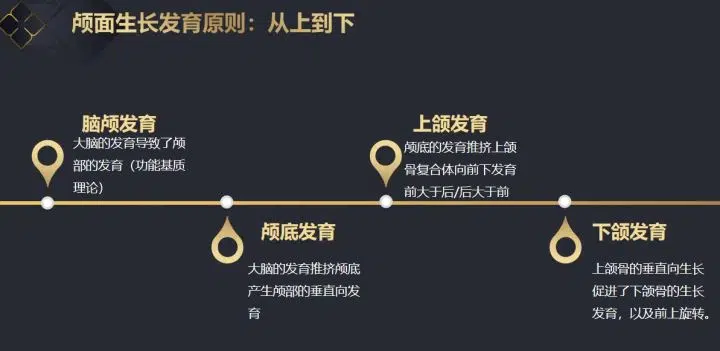 颅面生长发育原则：从上到下
脑颅发育
大脑的发育导致了颅
部的发育（功能基质
理论）
颅底发育
大脑的发育推挤颅底
产生颅部的垂直向发
育
上颌发育
颅底的发育推挤上颌
骨复合体向前下发育
前大于后/后大于前
下颌发育
上颌骨的垂直向生长
促进了下颌骨的生长
发育，以及前上旋转。